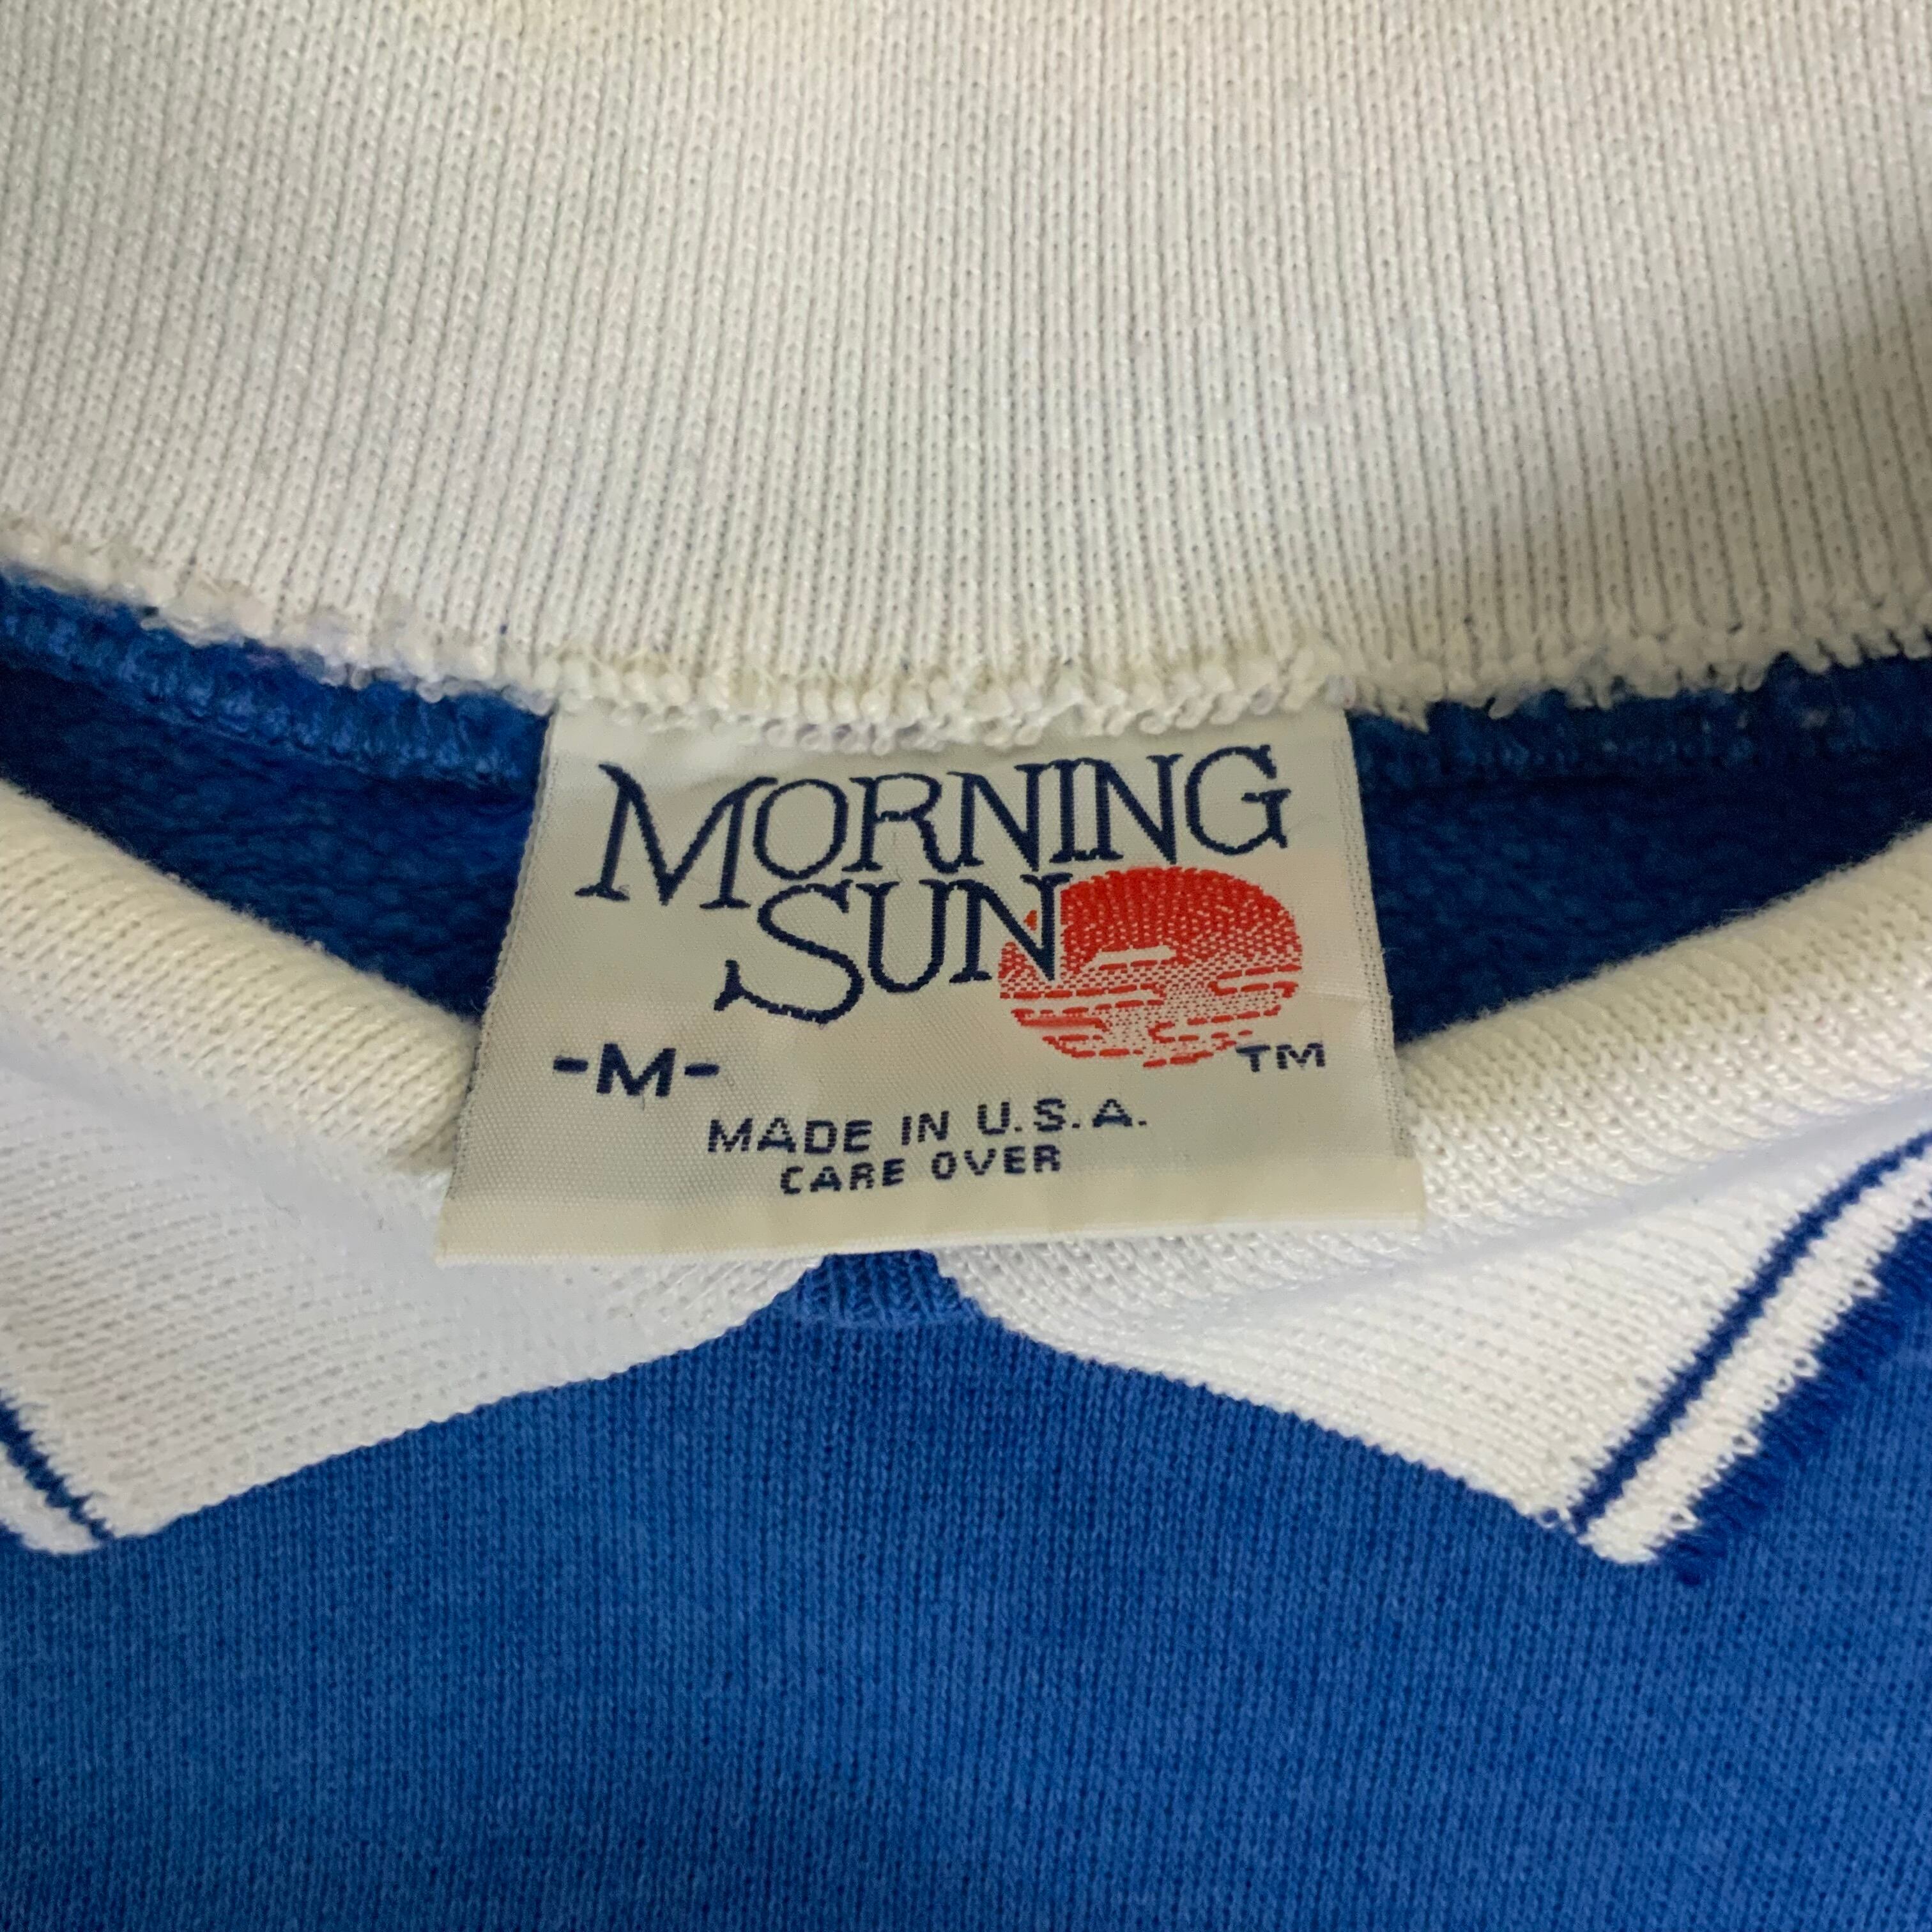 MORNING
SUN
TM
-M-
MADE IN U.S.A.
CARE OVER